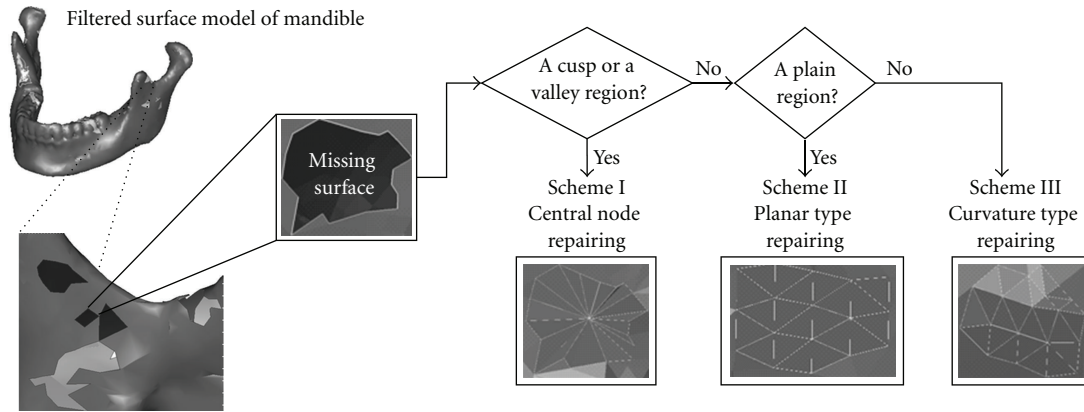 Filtered surface model of mandible
Missing
surface
A cusp or a
valley region?
No
A plain
region?
No
Yes
Yes
Scheme I
Central node
repairing
Scheme II
Planar type
repairing
Scheme III
Curvature type
repairing